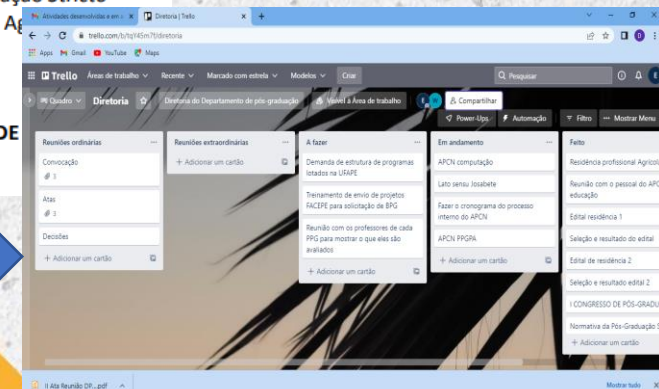 ação Stricto
DE
Atividades desenvolvidas e em
Diretoria | Trello
trello.com/b/tqY45m7f/diretoria
Apps Gmail YouTube Maps
Trello Áreas de trabalho Recente Marcado com estrela Modelos Criar Pesquisar
Quadro Diretoria Diretoria do Departamento de pós-graduação Visível à Área de trabalho Compartilhar
Power-Ups Automação Filtro Mostrar Menu
Reuniões ordinárias
Convocação
3
Atas
3
Decisões
+ Adicionar um cartão
Reuniões extraordinárias
+ Adicionar um cartão
A fazer
Demanda de estrutura de programas
lotados na UFAPE
Treinamento de envio de projetos
FACEPE para solicitação de BPG
Reunião com os professores de cada
PPG para mostrar o que eles são
avaliados
+ Adicionar um cartão
Em andamento
APCN computação
Lato sensu Josabete
Fazer o cronograma do processo
interno do APCN
APCN PPGPA
+ Adicionar um cartão
Feito
Residência profissional Agrícola
Reunião com o pessoal do APC
educação
Edital residência 1
Seleção e resultado do edital
Edital de residência 2
Seleção e resultado edital 2
I CONGRESSO DE PÓS-GRADU
Normativa da Pós-Graduação S
+ Adicionar um cartão
II Ata Reunião DP....pdf
Mostrar tudo